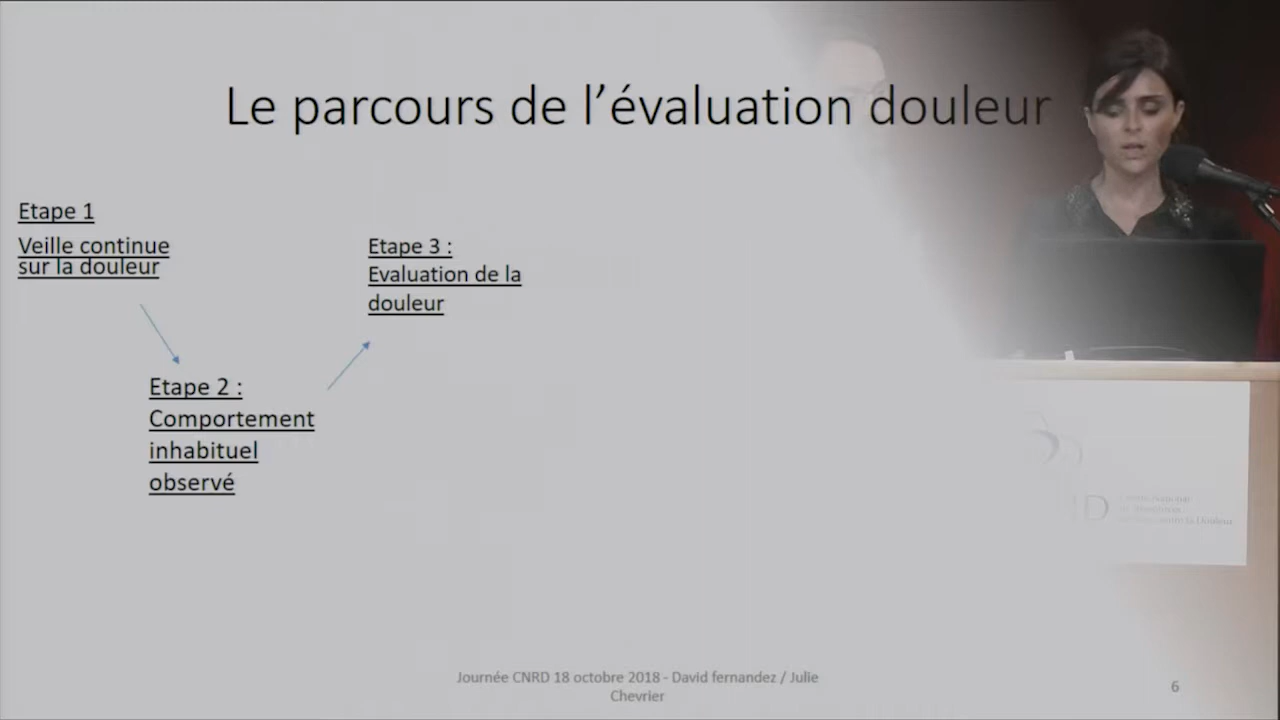 Le parcours de l’évaluation douleur
Etape 1
Veille continue
sur la douleur
Etape 2 :
Comportement
inhabituel
observé
Etape 3 :
Evaluation de la
douleur
Journée CNRD 18 octobre 2018 - David fernandez / Julie
Chevrier
6